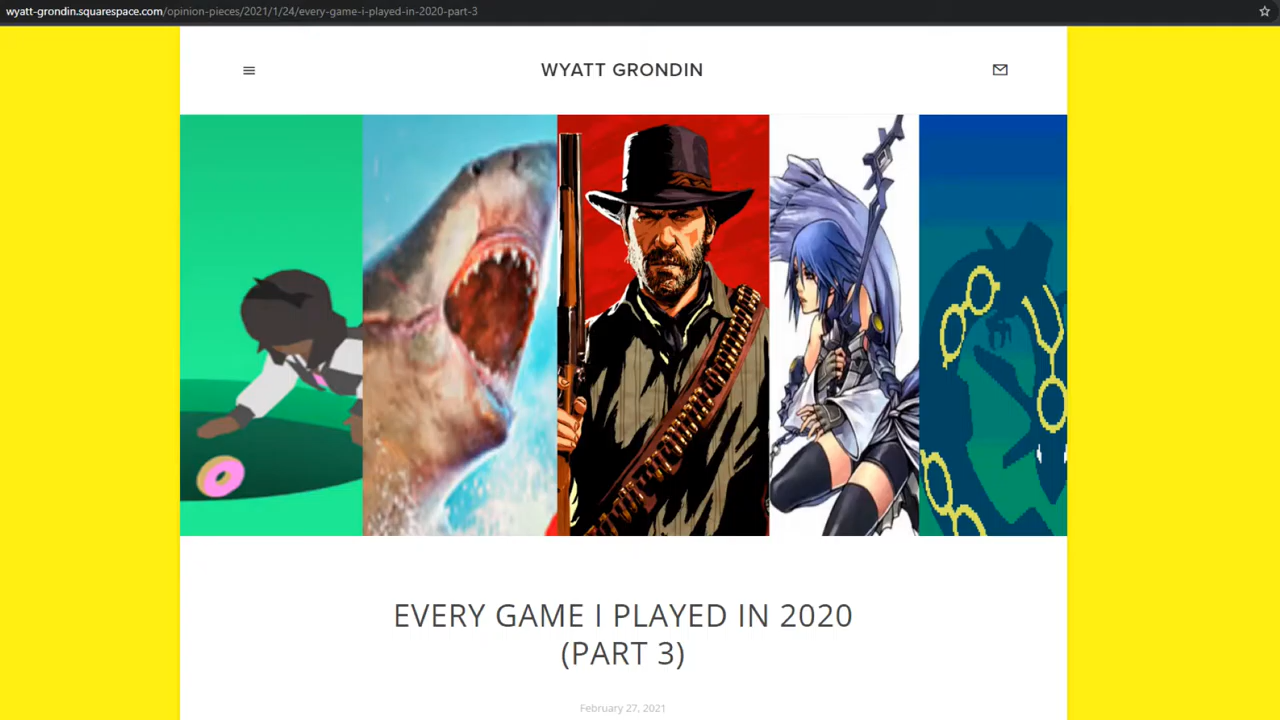 wyatt-grondin.squarespace.com/opinion-pieces/2021/1/24/every-game-i-played-in-2020-part-3
WYATT GRONDIN
EVERY GAME I PLAYED IN 2020
(PART 3)
February 27, 2021